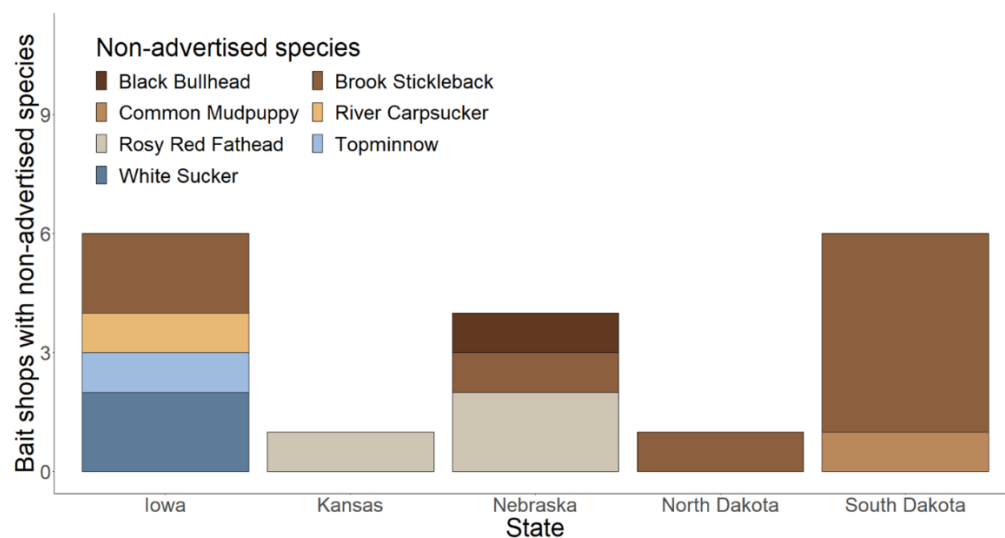 Non-advertised species
Black Bullhead
Brook Stickleback
Common Mudpuppy
River Carpsucker
Rosy Red Fathead
Topminnow
White Sucker
Bait shops with non-advertised species
9
6
3
0
Iowa
Kansas
Nebraska
North Dakota
South Dakota
State